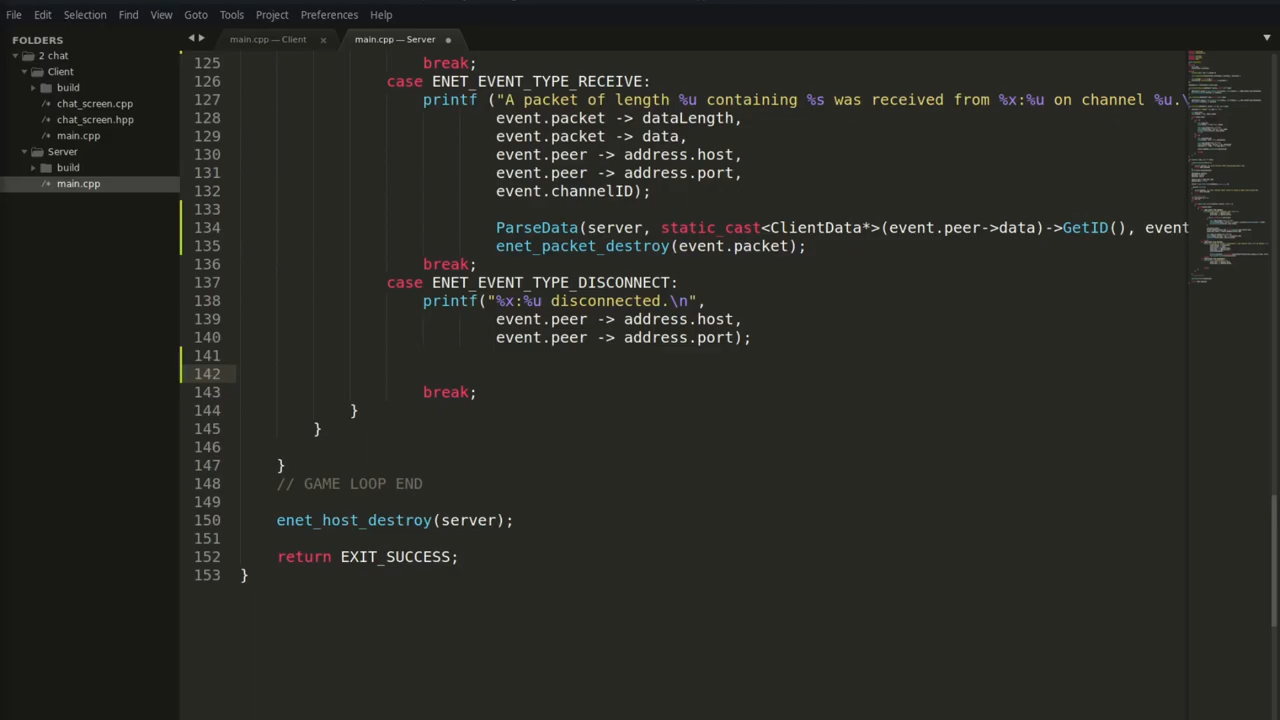 File Edit Selection Find View Goto Tools Project Preferences Help
FOLDERS
2 chat
Client
build
chat_screen.cpp
chat_screen.hpp
main.cpp
Server
build
main.cpp
main.cpp — Client
main.cpp — Server
125 break;
126 case ENET_EVENT_TYPE_RECEIVE:
127 printf ("A packet of length %u containing %s was received from %x:%u on channel %u.\
128 event.packet -> dataLength,
129 event.packet -> data,
130 event.peer -> address.host,
131 event.peer -> address.port,
132 event.channelID);
133
134 ParseData(server, static_cast<ClientData*>(event.peer->data)->GetID(), event
135 enet_packet_destroy(event.packet);
136 break;
137 case ENET_EVENT_TYPE_DISCONNECT:
138 printf("%x:%u disconnected.\n",
139 event.peer -> address.host,
140 event.peer -> address.port);
141
142
143 break;
144 }
145 }
146
147 }
148 // GAME LOOP END
149
150 enet_host_destroy(server);
151
152 return EXIT_SUCCESS;
153 }